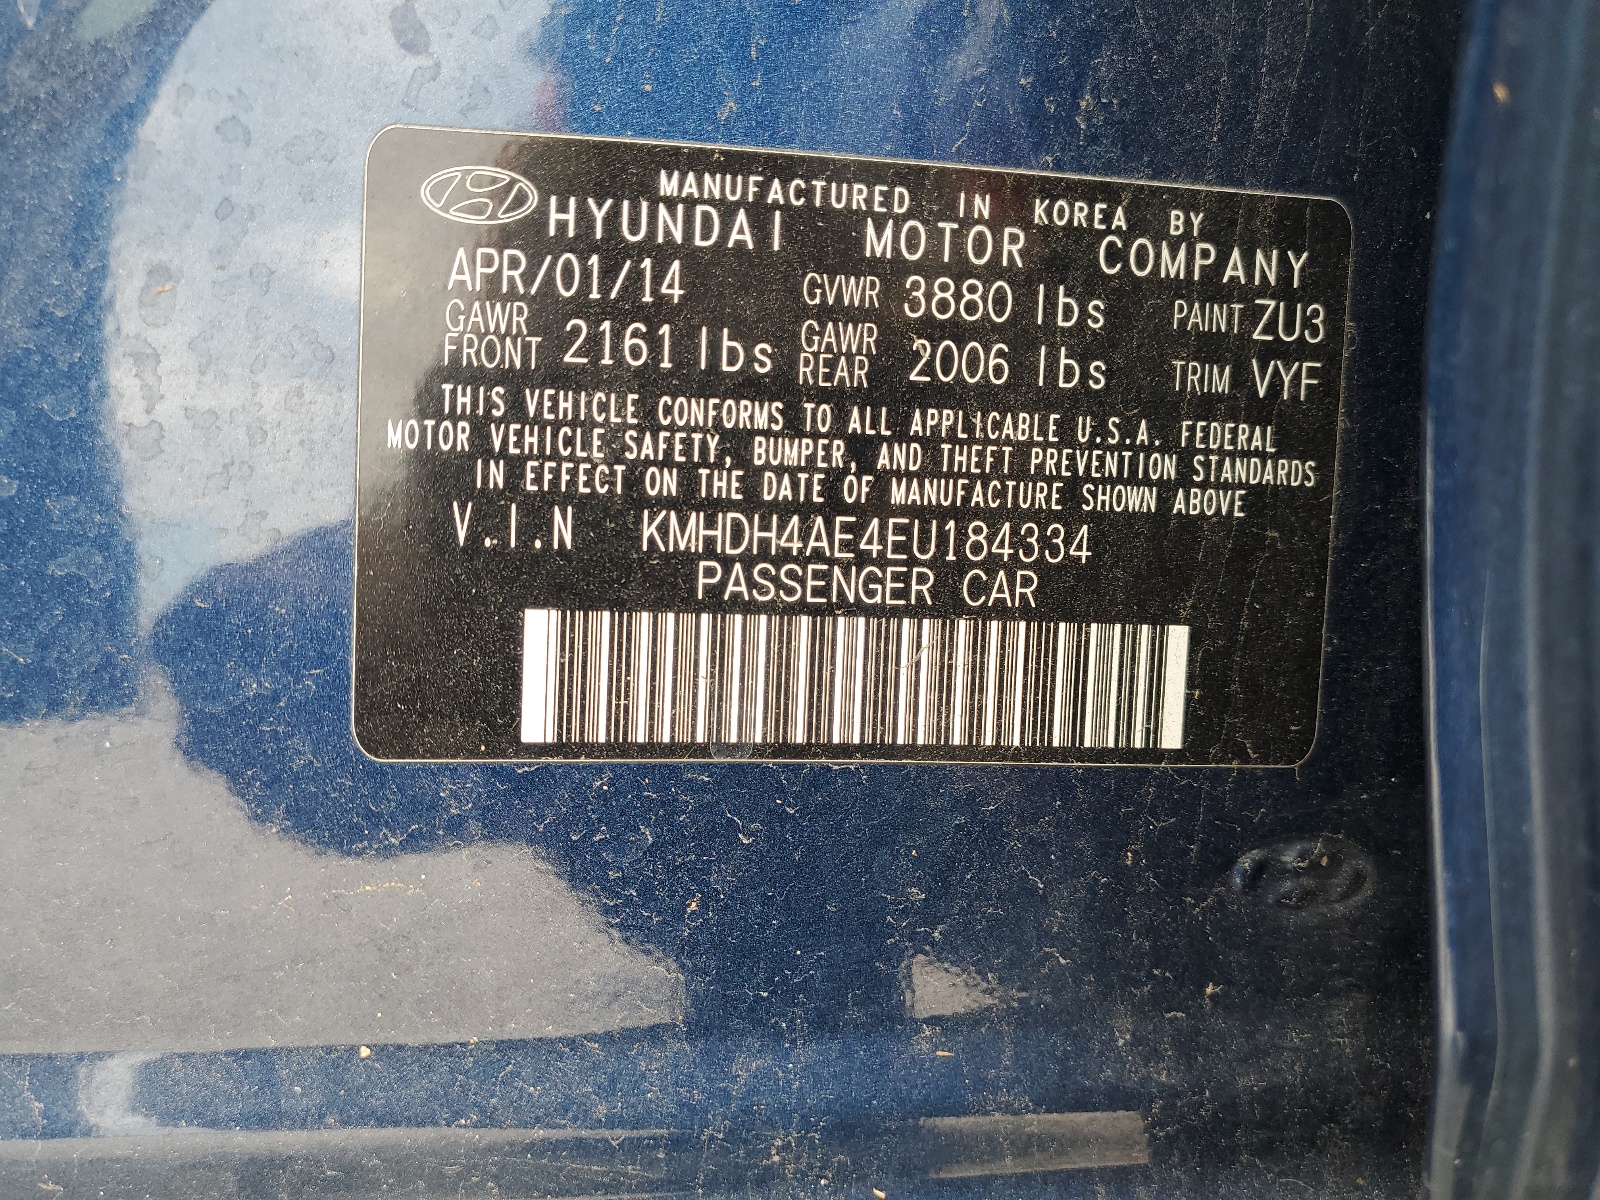 MANUFACTURED IN KOREA BY
HYUNDAI MOTOR COMPANY
APR/01/14 GVWR 3880 lbs PAINT ZU3
GAWR FRONT 2161 lbs GAWR REAR 2006 lbs TRIM VYF
THIS VEHICLE CONFORMS TO ALL APPLICABLE U.S.A. FEDERAL
MOTOR VEHICLE SAFETY, BUMPER, AND THEFT PREVENTION STANDARDS
IN EFFECT ON THE DATE OF MANUFACTURE SHOWN ABOVE
V.I.N KMHDH4AE4EU184334
PASSENGER CAR